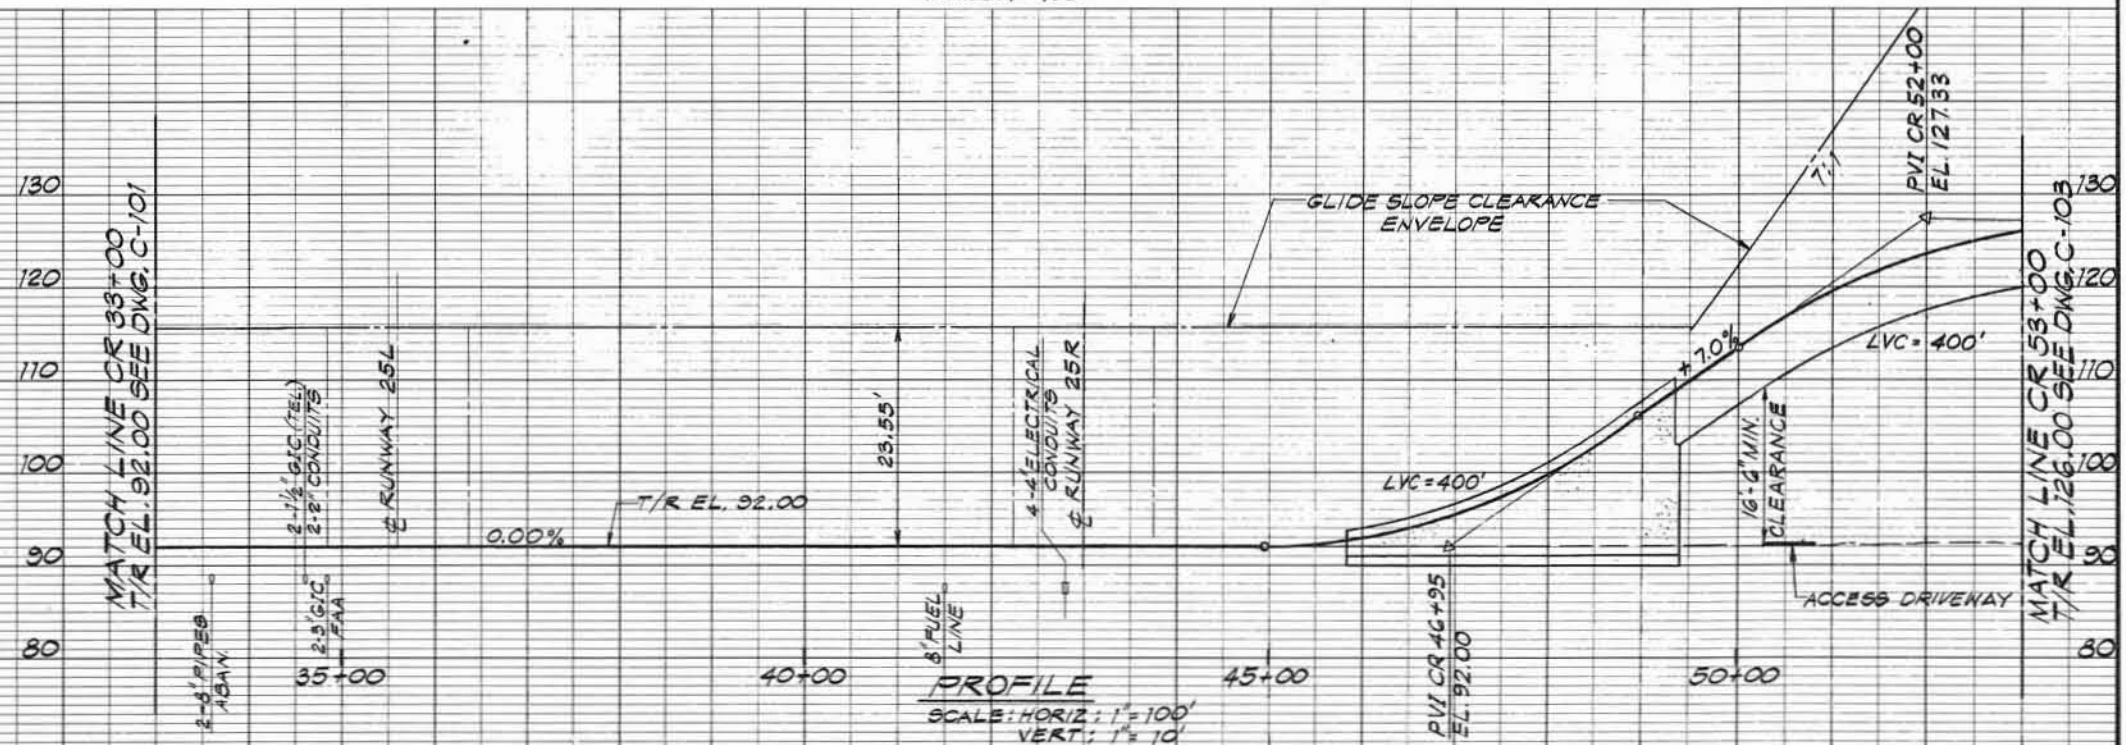 130
120
110
100
90
80
MATCH LINE CR 33+00
T/R EL. 92.00 SEE DWG. C-101
2-8" PIPES
ABAN.
2-1½" GIC (TEL)
2-2" CONDUITS
2-3" GIC
FAA
℄ RUNWAY 25L
35+00
0.00%
T/R EL. 92.00
40+00
23.55'
8" FUEL
LINE
4-4" ELECTRICAL
CONDUITS
℄ RUNWAY 25R
PROFILE
SCALE: HORIZ: 1"=100'
VERT: 1"=10'
45+00
GLIDE SLOPE CLEARANCE
ENVELOPE
LVC=400'
PVI CR 46+95
EL. 92.00
+7.0%
50+00
7:1
PVI CR 52+00
EL. 127.33
LVC=400'
16'-6" MIN.
CLEARANCE
ACCESS DRIVEWAY
MATCH LINE CR 53+00
T/R EL. 126.00 SEE DWG. C-103
130
120
110
100
90
80